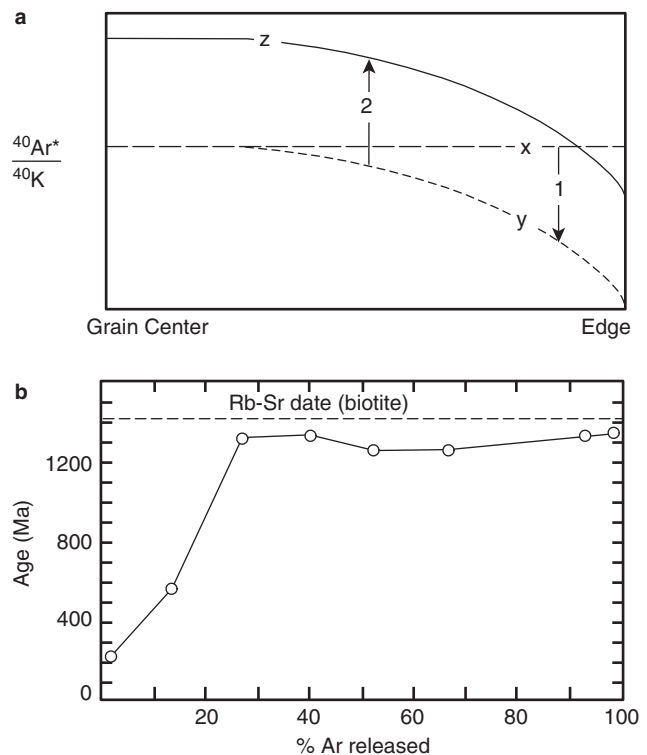 a
z
2
x
⁴⁰Ar*
⁴⁰K
1
y
Grain Center Edge
b
Rb-Sr date (biotite)
1200
800
400
0
Age (Ma)
20 40 60 80 100
% Ar released